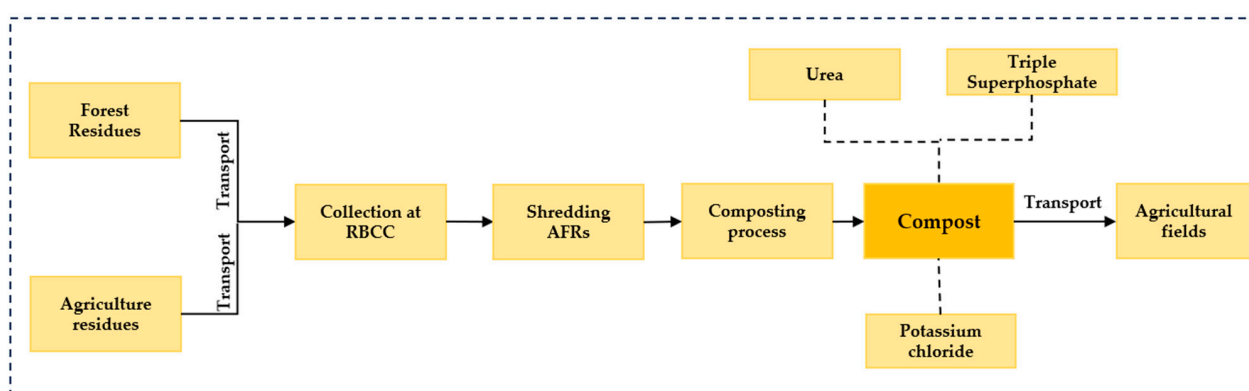 Forest
Residues
Transport
Transport
Agriculture
residues
Collection at
RBCC
Shredding
AFRs
Composting
process
Urea
Triple
Superphosphate
Compost
Potassium
chloride
Transport
Agricultural
fields